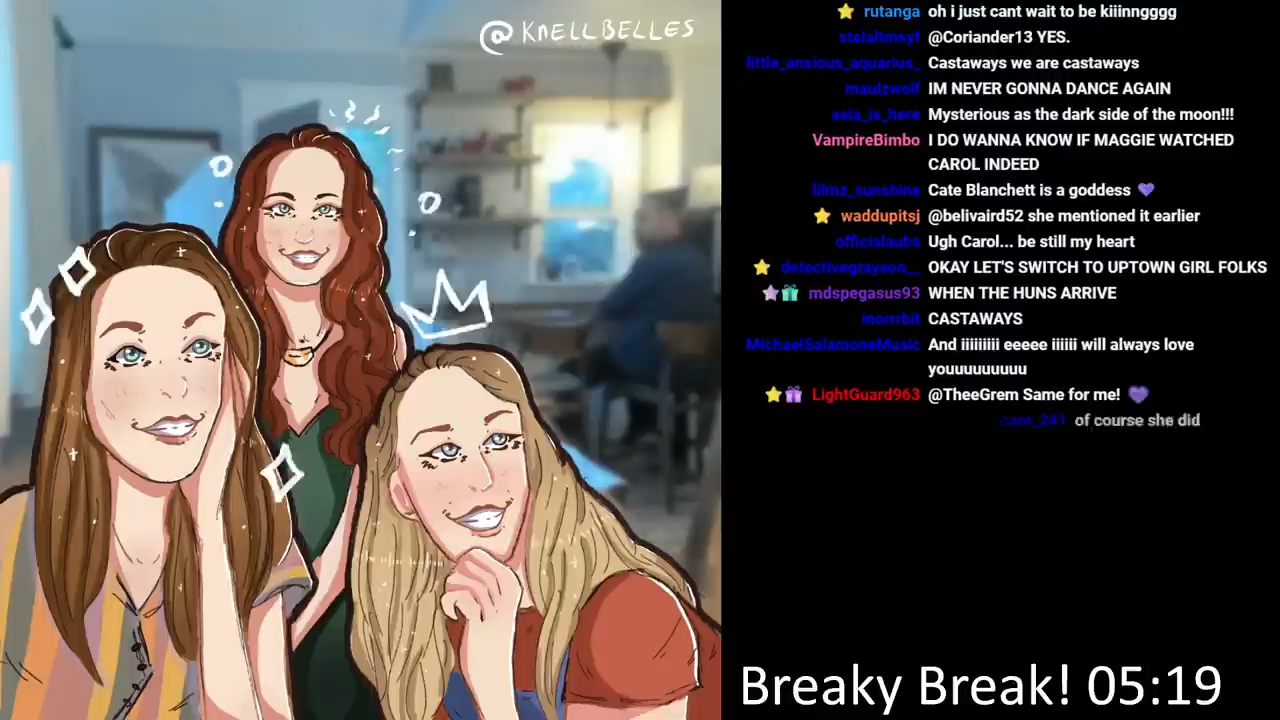 @KNELLBELLES
rutanga oh i just cant wait to be kiiinngggg
stelaltmsyf @Coriander13 YES.
little_anxious_aquarius_ Castaways we are castaways
maulzwolf IM NEVER GONNA DANCE AGAIN
asia_is_here Mysterious as the dark side of the moon!!!
VampireBimbo I DO WANNA KNOW IF MAGGIE WATCHED
CAROL INDEED
lilmz_sunshine Cate Blanchett is a goddess
waddupitsj @belivaird52 she mentioned it earlier
officialaubs Ugh Carol... be still my heart
detectivegrayson__ OKAY LET'S SWITCH TO UPTOWN GIRL FOLKS
mdspegasus93 WHEN THE HUNS ARRIVE
CASTAWAYS
MichaelSalamoneMusic And iiiiiiiii eeeee iiiiii will always love
youuuuuuuuu
LightGuard963 @TheeGrem Same for me!
cam_241 of course she did
Breaky Break! 05:19